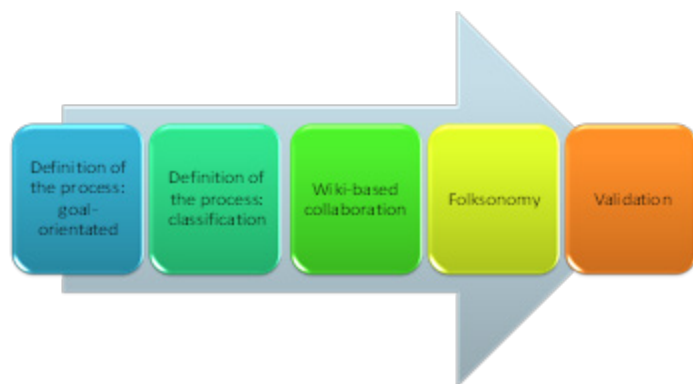 Definition of
the process:
goal-
orientated
Definition of
the process:
classification
Wiki-based
collaboration
Folksonomy
Validation